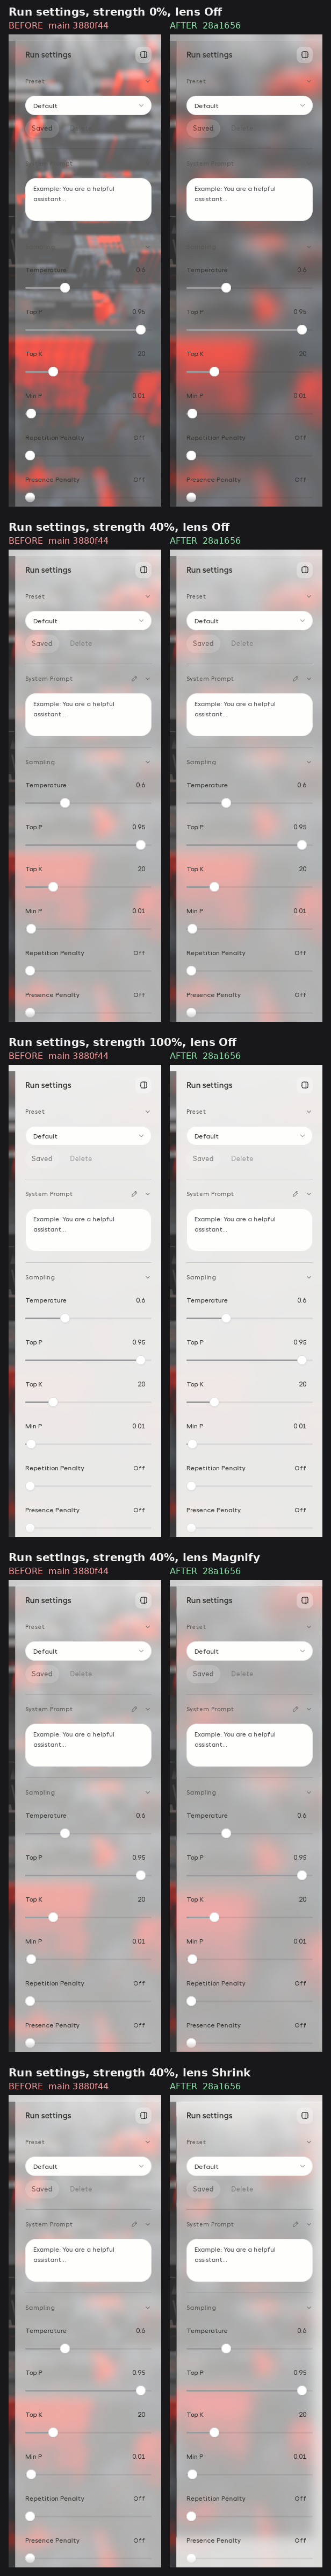 Run settings, strength 0%, lens Off
BEFORE main 3880f44
AFTER 28a1656
Run settings
Preset
Default
Saved
Prompt
Example: You are a helpful
assistant...
Temperature 0.6
Top P 0.95
Top K 20
Min P 0.01
Repetition Penalty Off
Presence Penalty Off
Run settings
Preset
Default
Saved Delete
System Prompt
Example: You are a helpful
assistant...
Sampling
Temperature 0.6
Top P 0.95
Top K 20
Min P 0.01
Repetition Penalty Off
Presence Penalty Off
Run settings, strength 40%, lens Off
BEFORE main 3880f44
AFTER 28a1656
Run settings
Preset
Default
Saved Delete
System Prompt
Example: You are a helpful
assistant...
Sampling
Temperature 0.6
Top P 0.95
Top K 20
Min P 0.01
Repetition Penalty Off
Presence Penalty Off
Run settings
Preset
Default
Saved Delete
System Prompt
Example: You are a helpful
assistant...
Sampling
Temperature 0.6
Top P 0.95
Top K 20
Min P 0.01
Repetition Penalty Off
Presence Penalty Off
Run settings, strength 100%, lens Off
BEFORE main 3880f44
AFTER 28a1656
Run settings
Preset
Default
Saved Delete
System Prompt
Example: You are a helpful
assistant...
Sampling
Temperature 0.6
Top P 0.95
Top K 20
Min P 0.01
Repetition Penalty Off
Presence Penalty Off
Run settings
Preset
Default
Saved Delete
System Prompt
Example: You are a helpful
assistant...
Sampling
Temperature 0.6
Top P 0.95
Top K 20
Min P 0.01
Repetition Penalty Off
Presence Penalty Off
Run settings, strength 40%, lens Magnify
BEFORE main 3880f44
AFTER 28a1656
Run settings
Preset
Default
Saved Delete
System Prompt
Example: You are a helpful
assistant...
Sampling
Temperature 0.6
Top P 0.95
Top K 20
Min P 0.01
Repetition Penalty Off
Presence Penalty Off
Run settings
Preset
Default
Saved Delete
System Prompt
Example: You are a helpful
assistant...
Sampling
Temperature 0.6
Top P 0.95
Top K 20
Min P 0.01
Repetition Penalty Off
Presence Penalty Off
Run settings, strength 40%, lens Shrink
BEFORE main 3880f44
AFTER 28a1656
Run settings
Preset
Default
Saved Delete
System Prompt
Example: You are a helpful
assistant...
Sampling
Temperature 0.6
Top P 0.95
Top K 20
Min P 0.01
Repetition Penalty Off
Presence Penalty Off
Run settings
Preset
Default
Saved Delete
System Prompt
Example: You are a helpful
assistant...
Sampling
Temperature 0.6
Top P 0.95
Top K 20
Min P 0.01
Repetition Penalty Off
Presence Penalty Off